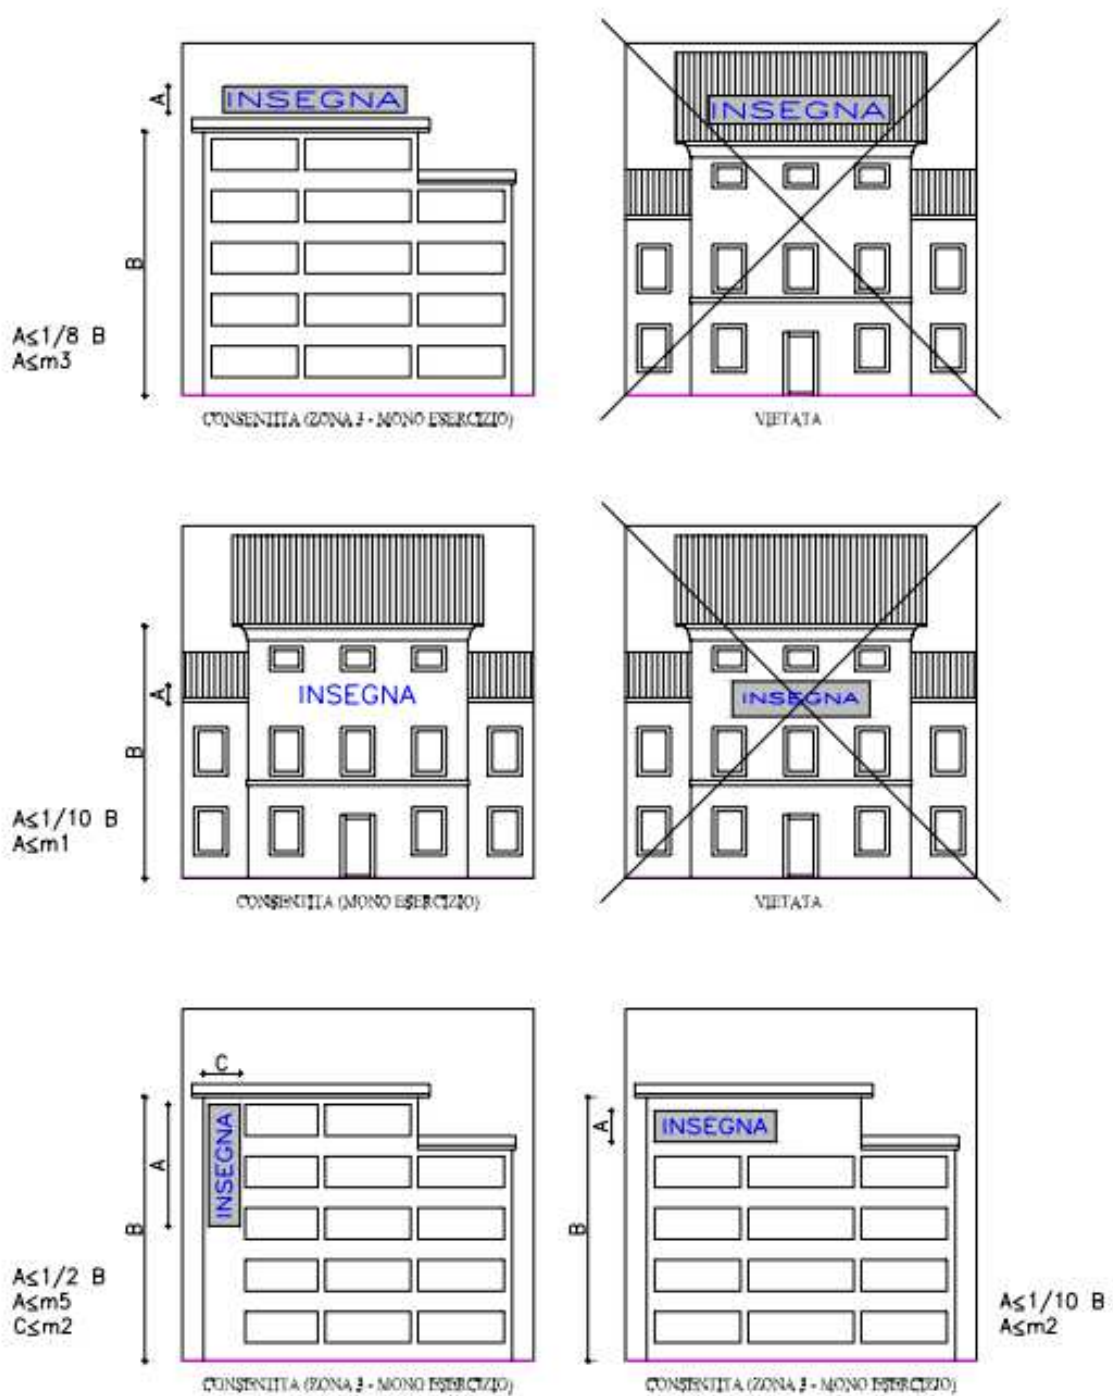 A
INSEGNA
INSEGNA
B
A≤1/8 B
A≤m3
CONSENTITA (ZONA 3 - MONO ESERCIZIO)
VIETATA
A
INSEGNA
INSEGNA
B
A≤1/10 B
A≤m1
CONSENTITA (MONO ESERCIZIO)
VIETATA
C
A
INSEGNA
B
A≤1/2 B
A≤m5
C≤m2
CONSENTITA (ZONA 3 - MONO ESERCIZIO)
A
INSEGNA
B
A≤1/10 B
A≤m2
CONSENTITA (ZONA 3 - MONO ESERCIZIO)